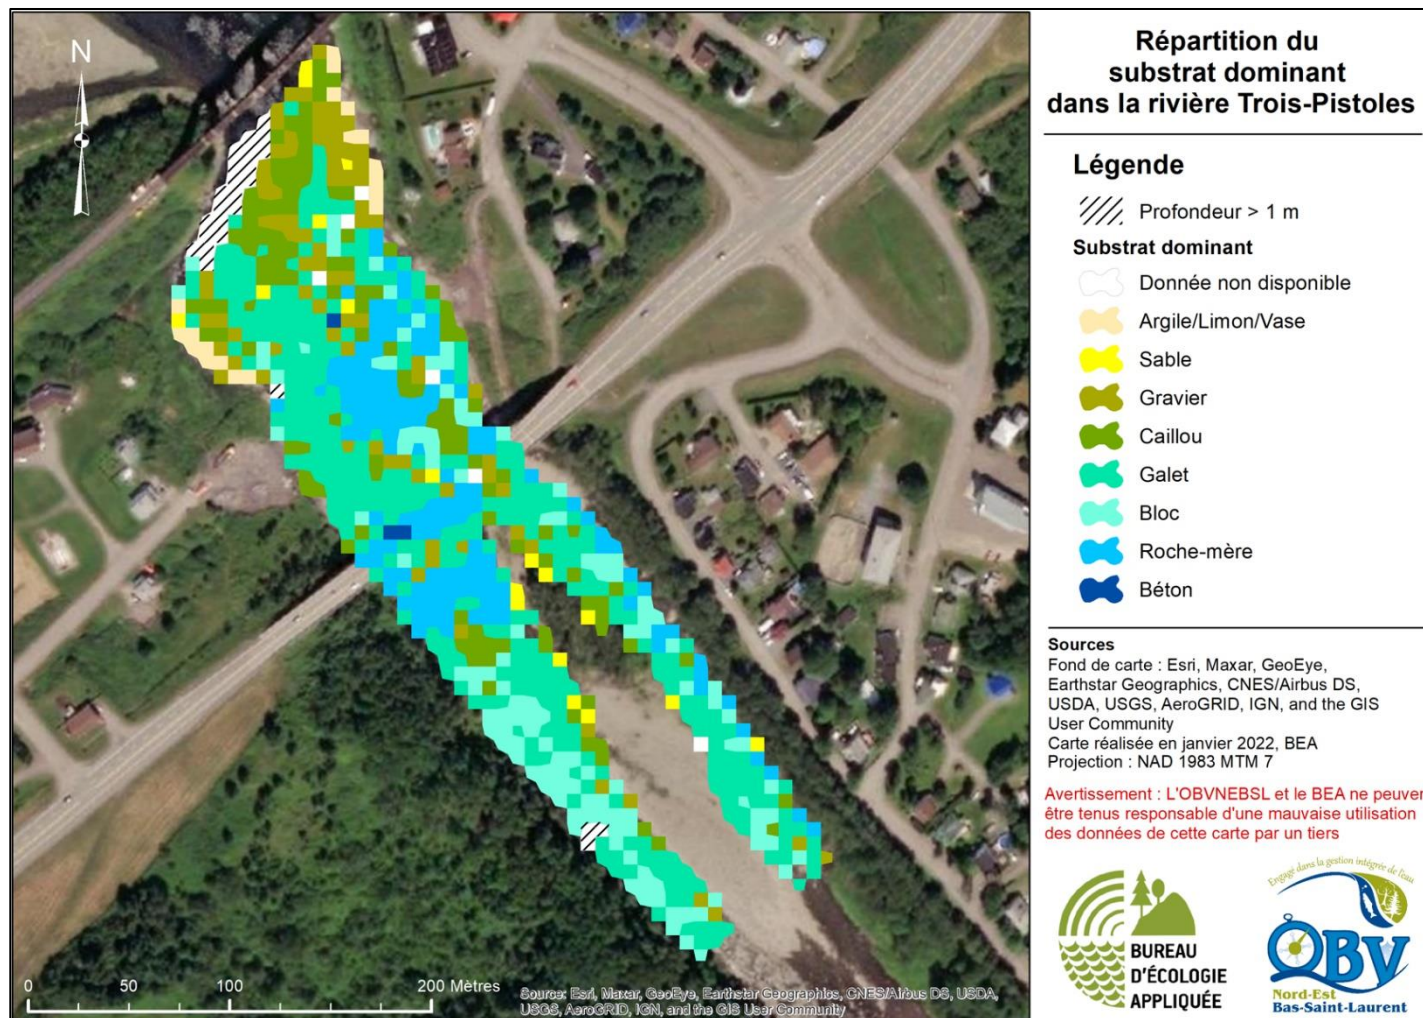 N
Répartition du
substrat dominant
dans la rivière Trois-Pistoles
Légende
Profondeur > 1 m
Substrat dominant
Donnée non disponible
Argile/Limon/Vase
Sable
Gravier
Caillou
Galet
Bloc
Roche-mère
Béton
Sources
Fond de carte : Esri, Maxar, GeoEye,
Earthstar Geographics, CNES/Airbus DS,
USDA, USGS, AeroGRID, IGN, and the GIS
User Community
Carte réalisée en janvier 2022, BEA
Projection : NAD 1983 MTM 7
Avertissement : L'OBVNEBSL et le BEA ne peuver
être tenus responsable d'une mauvaise utilisation
des données de cette carte par un tiers
BUREAU
D'ÉCOLOGIE
APPLIQUÉE
Engagé dans la gestion intégrée de l'eau
OBV
Nord-Est
Bas-Saint-Laurent
0 50 100 200 Mètres
Source: Esri, Maxar, GeoEye, Earthstar Geographics, CNES/Airbus DS, USDA,
USGS, AeroGRID, IGN, and the GIS User Community